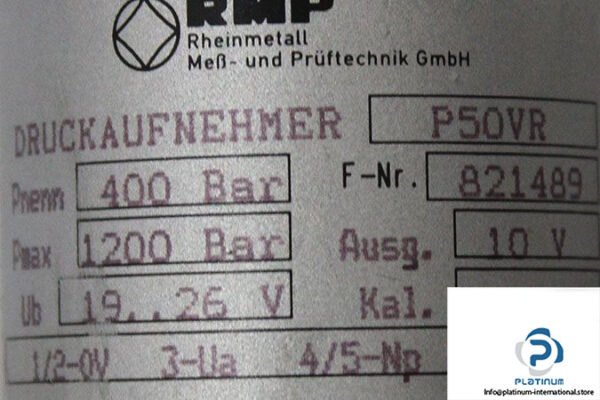 RMP
Rheinmetall
Meß- und Prüftechnik GmbH
DRUCKAUFNEHMER P50VR
Pnenn 400 Bar F-Nr. 821489
Pmax 1200 Bar Ausg. 10 V
Ub 19..26 V Kal.
1/2-0V 3-Ua 4/5-Np
PLATINUM
Info@platinum-international.store